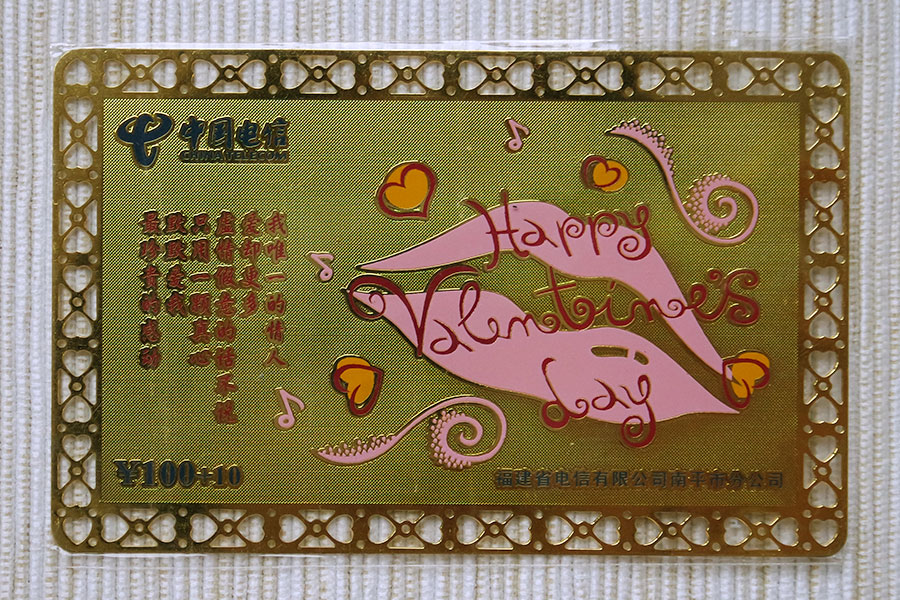 中国电信
CHINA TELECOM
我唯一的情人
爱却更多
虚情假意的话不说
只用一颗真心
默默爱我
最珍贵的感动
Happy
Valentine's
day
¥100+10
福建省电信有限公司南平市分公司